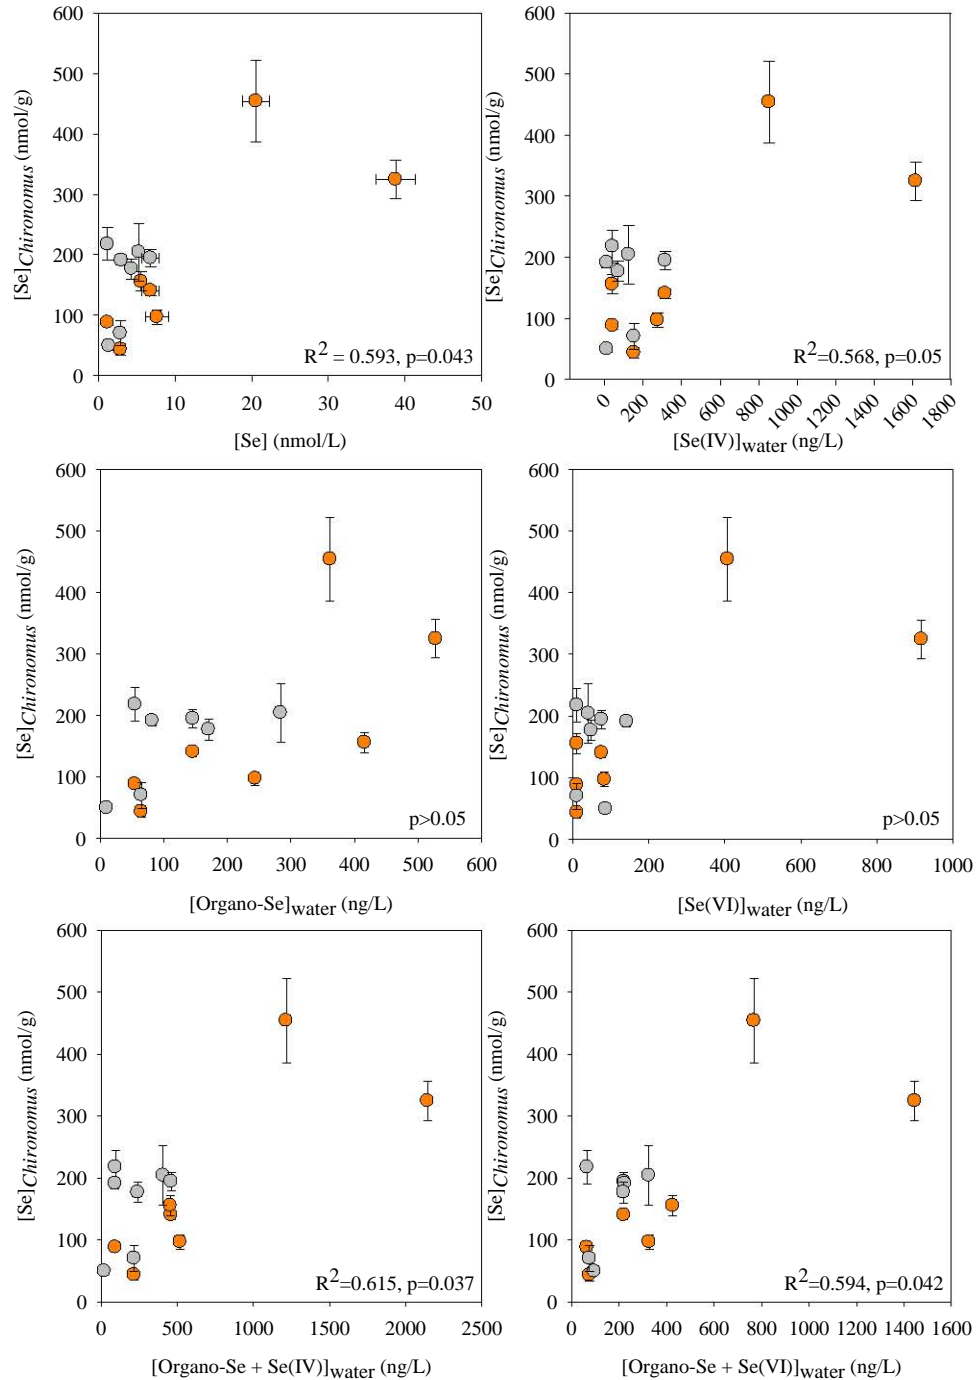 600
500
400
300
200
100
0
[Se]Chironomus (nmol/g)
R2 = 0.593, p=0.043
0 10 20 30 40 50
[Se] (nmol/L)
600
500
400
300
200
100
0
[Se]Chironomus (nmol/g)
R2=0.568, p=0.05
0 200 400 600 800 1000 1200 1400 1600 1800
[Se(IV)]water (ng/L)
600
500
400
300
200
100
0
[Se]Chironomus (nmol/g)
p>0.05
0 100 200 300 400 500 600
[Organo-Se]water (ng/L)
600
500
400
300
200
100
0
[Se]Chironomus (nmol/g)
p>0.05
0 200 400 600 800 1000
[Se(VI)]water (ng/L)
600
500
400
300
200
100
0
[Se]Chironomus (nmol/g)
R2=0.615, p=0.037
0 500 1000 1500 2000 2500
[Organo-Se + Se(IV)]water (ng/L)
600
500
400
300
200
100
0
[Se]Chironomus (nmol/g)
R2=0.594, p=0.042
0 200 400 600 800 1000 1200 1400 1600
[Organo-Se + Se(VI)]water (ng/L)